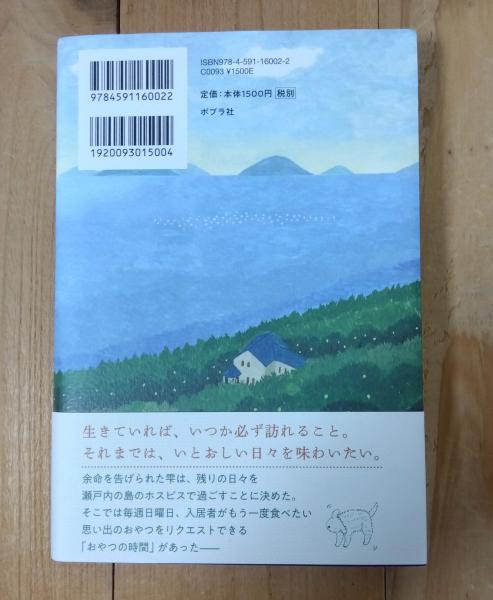 9784591160022
1920093015004
ISBN978-4-591-16002-2
C0093 ¥1500E
定価：本体1500円 税別
ポプラ社
生きていれば、いつか必ず訪れること。
それまでは、いとおしい日々を味わいたい。
余命を告げられた雫は、残りの日々を
瀬戸内の島のホスピスで過ごすことに決めた。
そこでは毎週日曜日、入居者がもう一度食べたい
思い出のおやつをリクエストできる
「おやつの時間」があった――